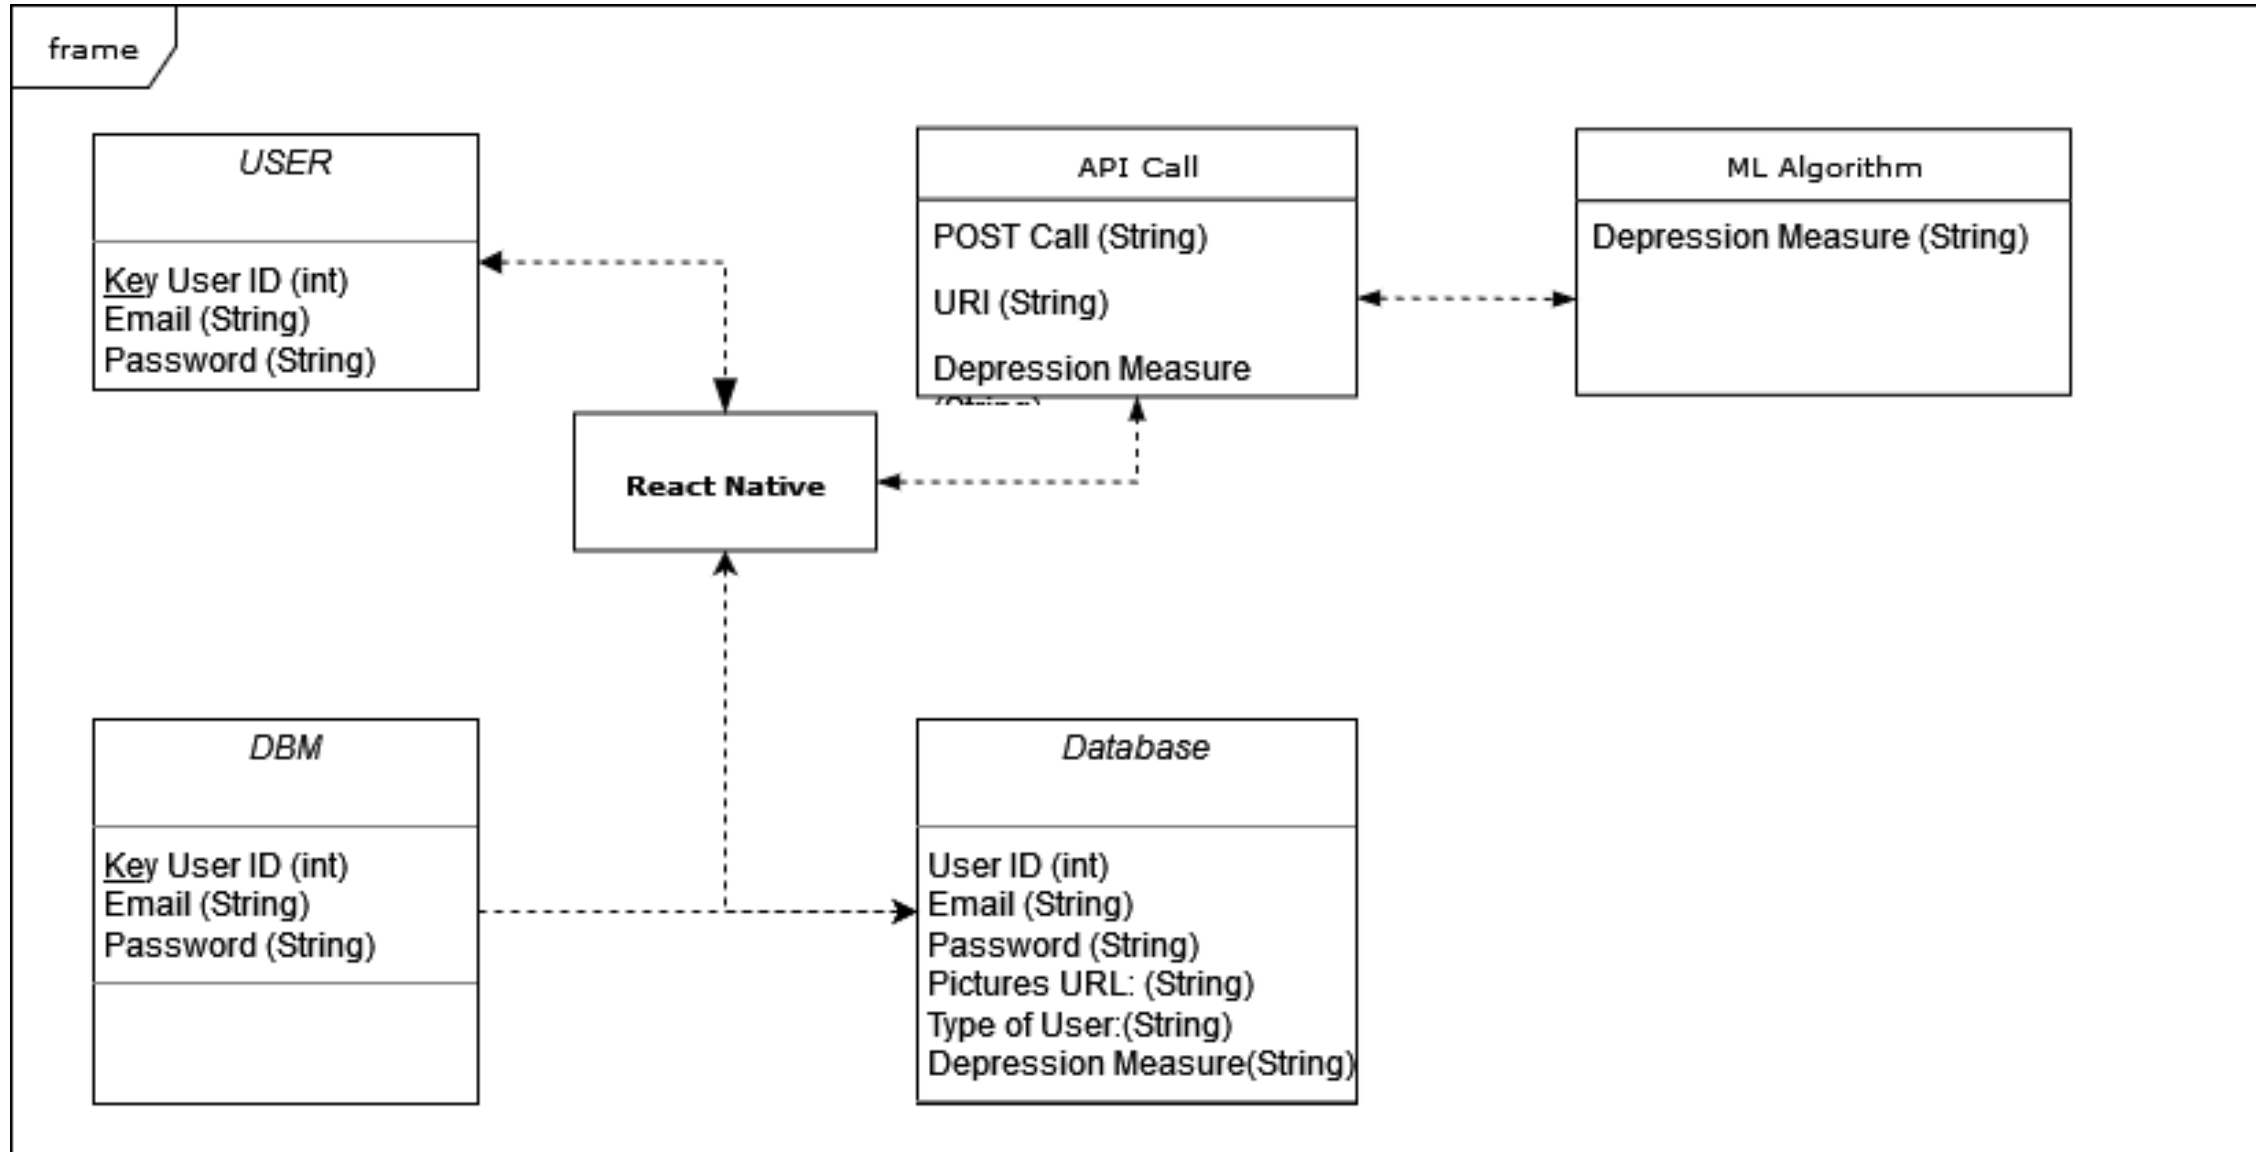 frame
USER
Key User ID (int)
Email (String)
Password (String)
API Call
POST Call (String)
URI (String)
Depression Measure
(String)
ML Algorithm
Depression Measure (String)
React Native
DBM
Key User ID (int)
Email (String)
Password (String)
Database
User ID (int)
Email (String)
Password (String)
Pictures URL: (String)
Type of User:(String)
Depression Measure(String)